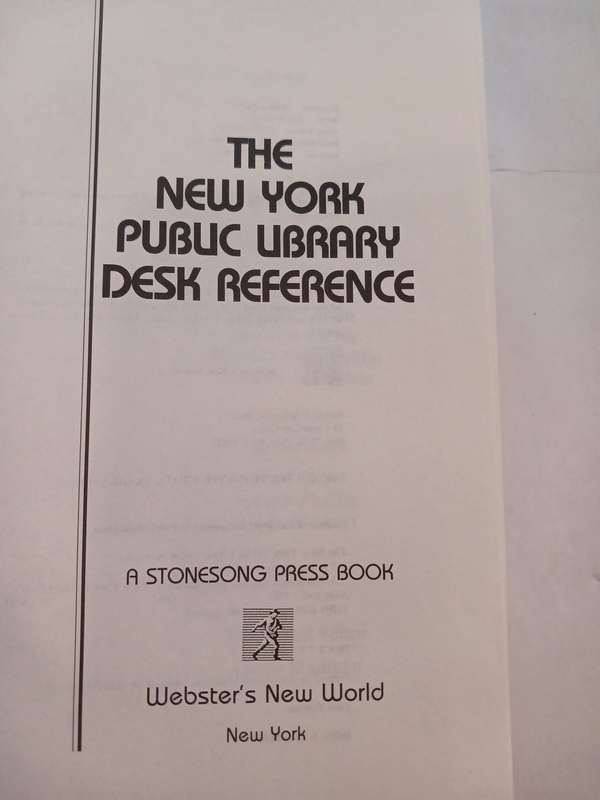 THE
NEW YORK
PUBLIC LIBRARY
DESK REFERENCE
A STONESONG PRESS BOOK
Webster's New World
New York